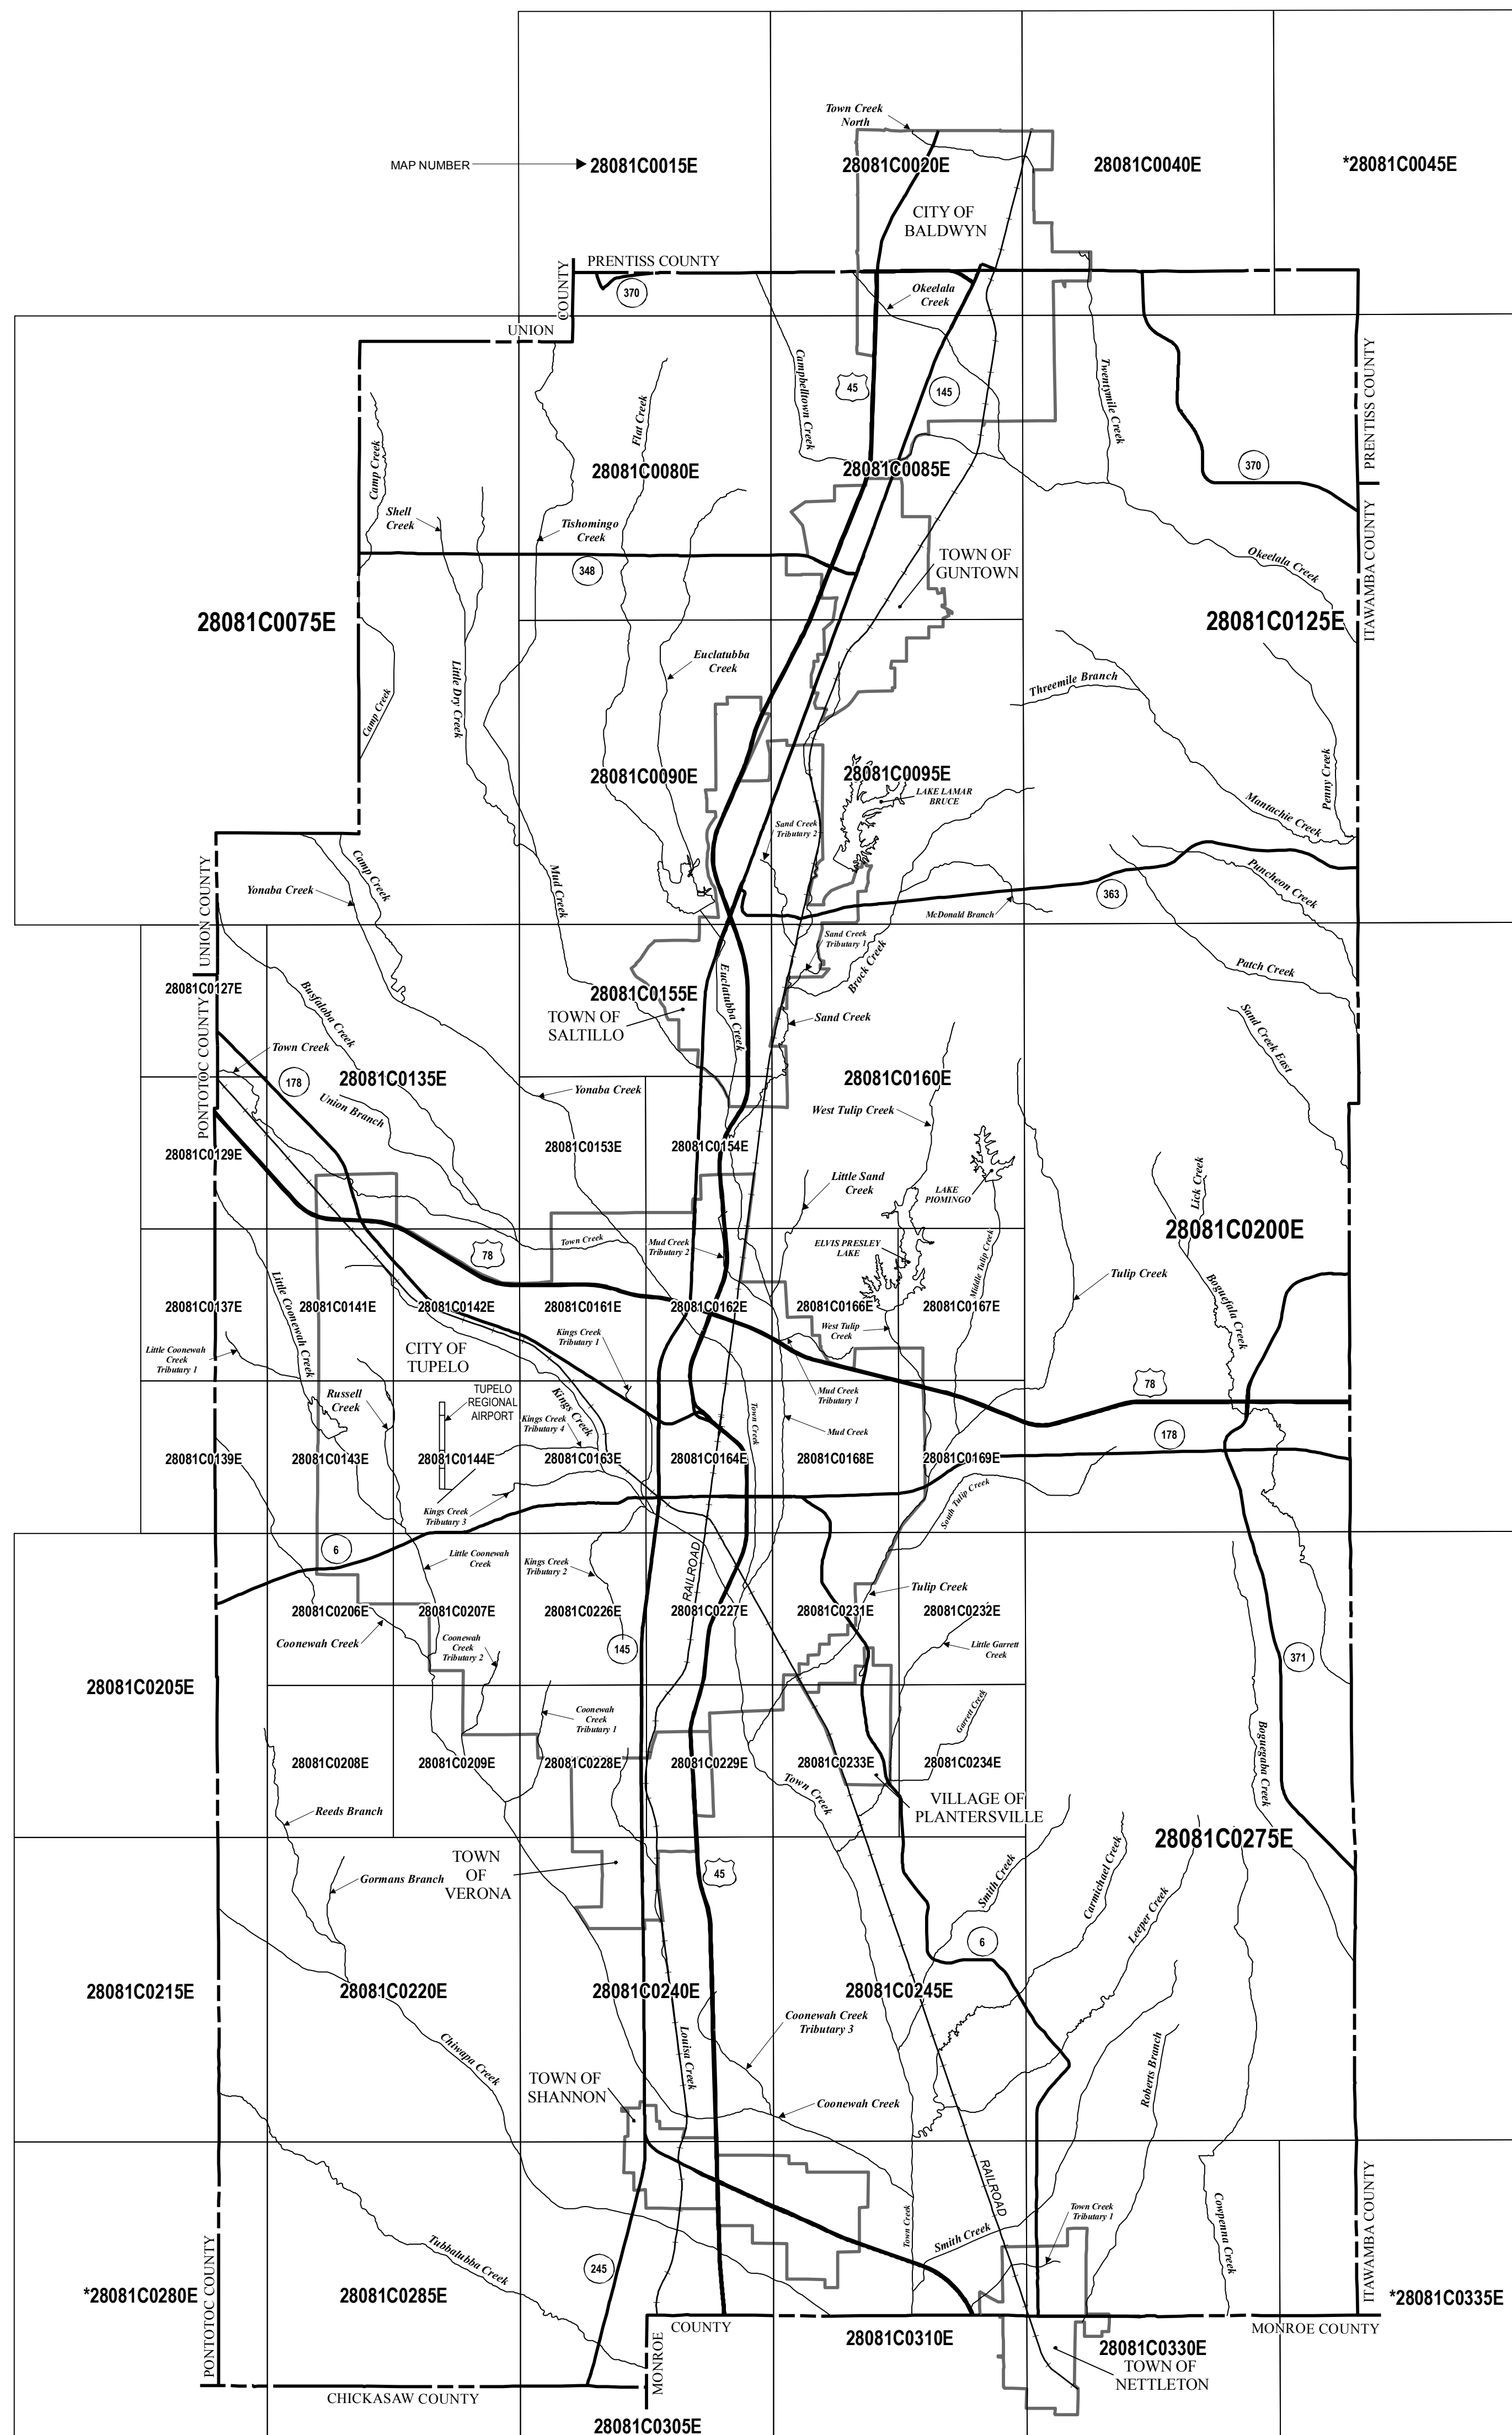 Town Creek
North
MAP NUMBER
28081C0015E
28081C0020E
28081C0040E
*28081C0045E
CITY OF
BALDWYN
PRENTISS COUNTY
COUNTY
UNION
370
Okeelala
Creek
PRENTISS COUNTY
Campbelltown Creek
45
145
Twentymile Creek
Flat Creek
Camp Creek
28081C0080E
28081C0085E
370
Shell
Creek
Tishomingo
Creek
TOWN OF
GUNTOWN
Okeelala Creek
ITAWAMBA COUNTY
348
28081C0075E
28081C0125E
Euclatubba
Creek
Little Dry Creek
Camp Creek
Threemile Branch
28081C0090E
28081C0095E
LAKE LAMAR
BRUCE
Penny Creek
Mantachie Creek
Sand Creek
Tributary 2
UNION COUNTY
Yonaba Creek
Camp Creek
Mud Creek
Puncheon Creek
363
McDonald Branch
Sand Creek
Tributary 1
Brock Creek
28081C0127E
Busfaloba Creek
28081C0155E
TOWN OF
SALTILLO
Euclatubba Creek
Sand Creek
Patch Creek
Sand Creek East
PONTOTOC COUNTY
Town Creek
178
28081C0135E
Union Branch
Yonaba Creek
28081C0160E
West Tulip Creek
28081C0129E
28081C0153E
28081C0154E
Little Sand
Creek
LAKE
PIOMINGO
Lick Creek
28081C0200E
78
Town Creek
Mud Creek
Tributary 2
ELVIS PRESLEY
LAKE
Middle Tulip Creek
Tulip Creek
Boguefala Creek
Little Coonewah Creek
28081C0137E
28081C0141E
28081C0142E
28081C0161E
28081C0162E
28081C0166E
28081C0167E
Little Coonewah
Creek
Tributary 1
CITY OF
TUPELO
Kings Creek
Tributary 1
West Tulip
Creek
Russell
Creek
TUPELO
REGIONAL
AIRPORT
Kings Creek
Kings Creek
Tributary 4
Town Creek
Mud Creek
Tributary 1
Mud Creek
78
178
28081C0139E
28081C0143E
28081C0144E
28081C0163E
28081C0164E
28081C0168E
28081C0169E
Kings Creek
Tributary 3
South Tulip Creek
6
Little Coonewah
Creek
Kings Creek
Tributary 2
RAILROAD
Tulip Creek
28081C0206E
28081C0207E
28081C0226E
28081C0227E
28081C0231E
28081C0232E
Coonewah Creek
Coonewah
Creek
Tributary 2
145
Little Garrett
Creek
371
28081C0205E
Coonewah
Creek
Tributary 1
Garrett Creek
Boguegaba Creek
28081C0208E
28081C0209E
28081C0228E
28081C0229E
28081C0233E
28081C0234E
Town Creek
Reeds Branch
VILLAGE OF
PLANTERSVILLE
28081C0275E
TOWN
OF
VERONA
Gormans Branch
45
Smith Creek
Carmichael Creek
Leeper Creek
6
28081C0215E
28081C0220E
28081C0240E
28081C0245E
Coonewah Creek
Tributary 3
Louisa Creek
Chiwapa Creek
Roberts Branch
TOWN OF
SHANNON
Coonewah Creek
RAILROAD
Town Creek
Smith Creek
Town Creek
Tributary 1
Cowpenna Creek
ITAWAMBA COUNTY
Tubbalubba Creek
245
PONTOTOC COUNTY
*28081C0280E
28081C0285E
*28081C0335E
COUNTY
MONROE
28081C0310E
28081C0330E
MONROE COUNTY
TOWN OF
NETTLETON
CHICKASAW COUNTY
28081C0305E